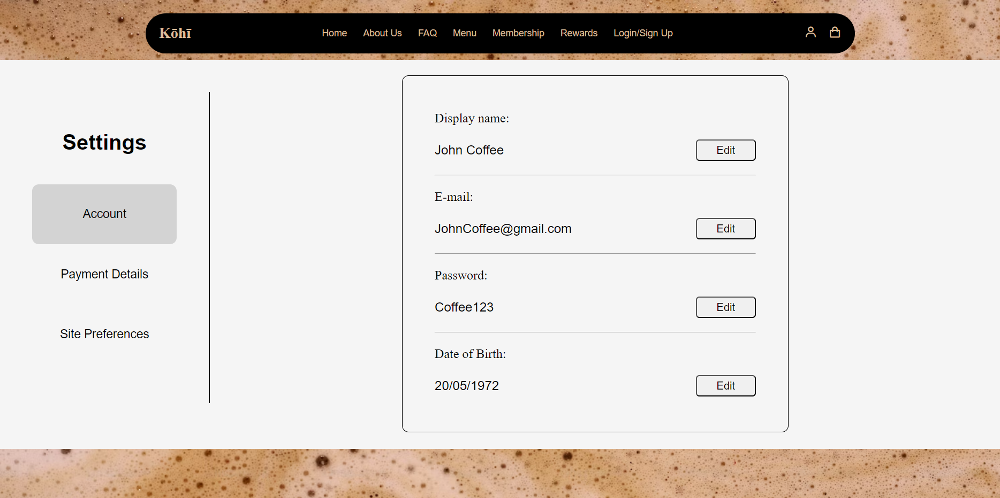 Kōhī
Home About Us FAQ Menu Membership Rewards Login/Sign Up
Settings
Account
Payment Details
Site Preferences
Display name:
John Coffee Edit
E-mail:
JohnCoffee@gmail.com Edit
Password:
Coffee123 Edit
Date of Birth:
20/05/1972 Edit